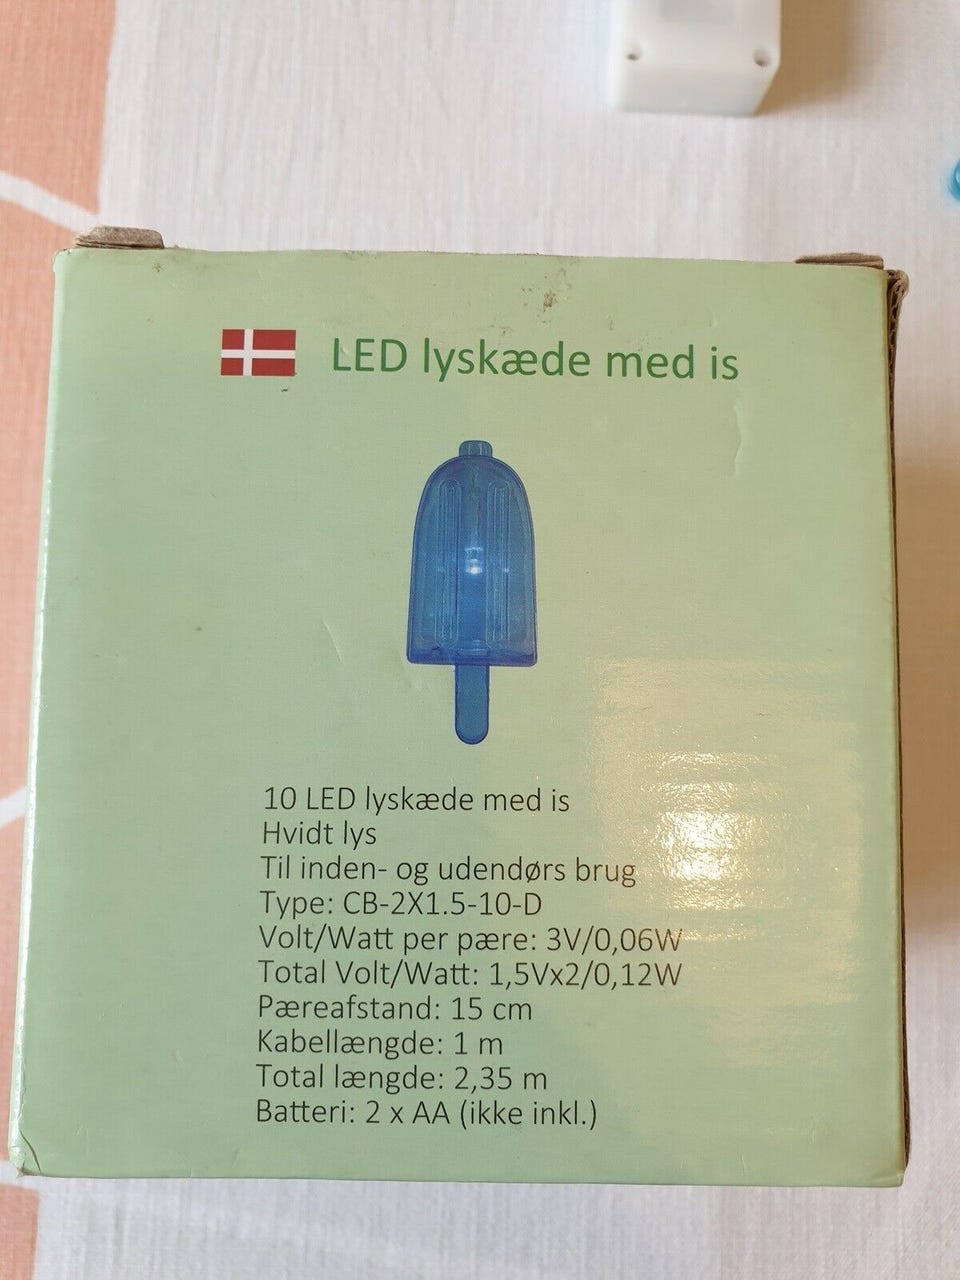 LED lyskæde med is
10 LED lyskæde med is
Hvidt lys
Til inden- og udendørs brug
Type: CB-2X1.5-10-D
Volt/Watt per pære: 3V/0,06W
Total Volt/Watt: 1,5Vx2/0,12W
Pæreafstand: 15 cm
Kabellængde: 1 m
Total længde: 2,35 m
Batteri: 2 x AA (ikke inkl.)